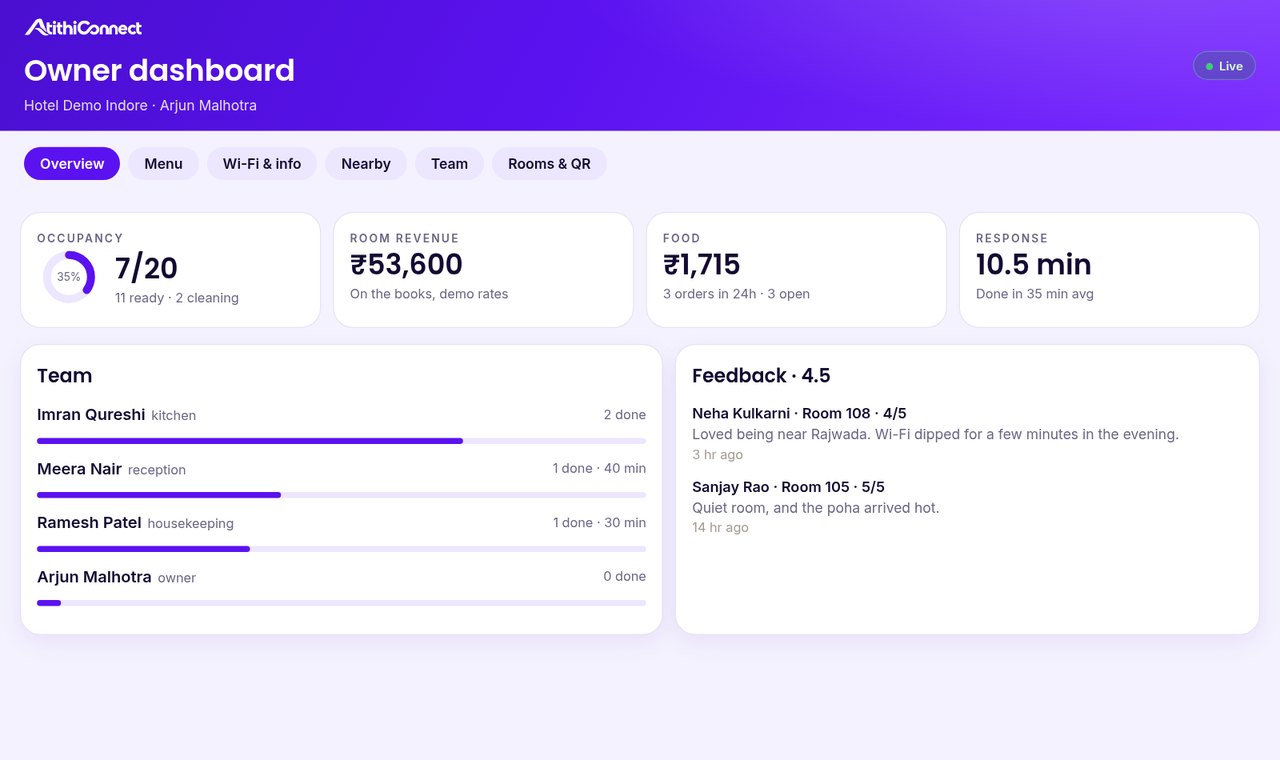 AtithiConnect
Owner dashboard
Hotel Demo Indore · Arjun Malhotra
Live
Overview
Menu
Wi-Fi & info
Nearby
Team
Rooms & QR
OCCUPANCY
35%
7/20
11 ready · 2 cleaning
ROOM REVENUE
₹53,600
On the books, demo rates
FOOD
₹1,715
3 orders in 24h · 3 open
RESPONSE
10.5 min
Done in 35 min avg
Team
Imran Qureshi kitchen 2 done
Meera Nair reception 1 done · 40 min
Ramesh Patel housekeeping 1 done · 30 min
Arjun Malhotra owner 0 done
Feedback · 4.5
Neha Kulkarni · Room 108 · 4/5
Loved being near Rajwada. Wi-Fi dipped for a few minutes in the evening.
3 hr ago
Sanjay Rao · Room 105 · 5/5
Quiet room, and the poha arrived hot.
14 hr ago